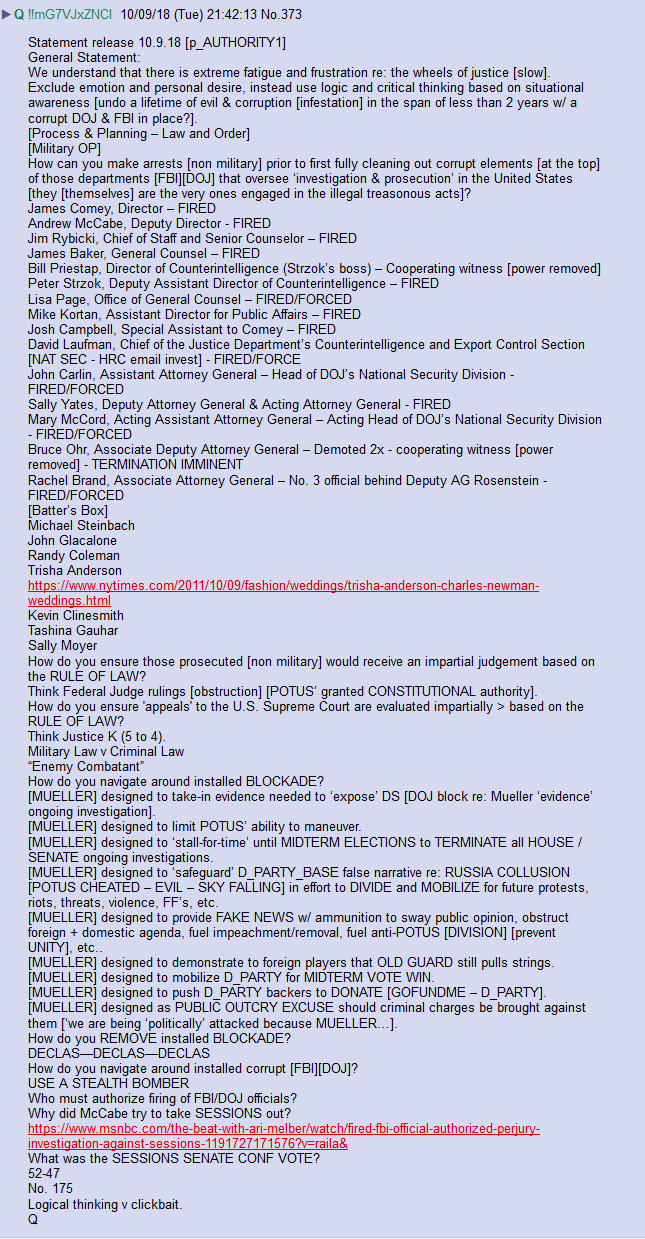 ▶ Q !!mG7VJxZNCI 10/09/18 (Tue) 21:42:13 No.373
Statement release 10.9.18 [p_AUTHORITY1]
General Statement:
We understand that there is extreme fatigue and frustration re: the wheels of justice [slow].
Exclude emotion and personal desire, instead use logic and critical thinking based on situational
awareness [undo a lifetime of evil & corruption [infestation] in the span of less than 2 years w/ a
corrupt DOJ & FBI in place?].
[Process & Planning – Law and Order]
[Military OP]
How can you make arrests [non military] prior to first fully cleaning out corrupt elements [at the top]
of those departments [FBI][DOJ] that oversee ‘investigation & prosecution’ in the United States
[they [themselves] are the very ones engaged in the illegal treasonous acts]?
James Comey, Director – FIRED
Andrew McCabe, Deputy Director - FIRED
Jim Rybicki, Chief of Staff and Senior Counselor – FIRED
James Baker, General Counsel – FIRED
Bill Priestap, Director of Counterintelligence (Strzok’s boss) – Cooperating witness [power removed]
Peter Strzok, Deputy Assistant Director of Counterintelligence – FIRED
Lisa Page, Office of General Counsel – FIRED/FORCED
Mike Kortan, Assistant Director for Public Affairs – FIRED
Josh Campbell, Special Assistant to Comey – FIRED
David Laufman, Chief of the Justice Department’s Counterintelligence and Export Control Section
[NAT SEC - HRC email invest] - FIRED/FORCE
John Carlin, Assistant Attorney General – Head of DOJ’s National Security Division -
FIRED/FORCED
Sally Yates, Deputy Attorney General & Acting Attorney General - FIRED
Mary McCord, Acting Assistant Attorney General – Acting Head of DOJ’s National Security Division
- FIRED/FORCED
Bruce Ohr, Associate Deputy Attorney General – Demoted 2x - cooperating witness [power
removed] - TERMINATION IMMINENT
Rachel Brand, Associate Attorney General – No. 3 official behind Deputy AG Rosenstein -
FIRED/FORCED
[Batter’s Box]
Michael Steinbach
John Glacalone
Randy Coleman
Trisha Anderson
https://www.nytimes.com/2011/10/09/fashion/weddings/trisha-anderson-charles-newman-
weddings.html
Kevin Clinesmith
Tashina Gauhar
Sally Moyer
How do you ensure those prosecuted [non military] would receive an impartial judgement based on
the RULE OF LAW?
Think Federal Judge rulings [obstruction] [POTUS’ granted CONSTITUTIONAL authority].
How do you ensure 'appeals' to the U.S. Supreme Court are evaluated impartially > based on the
RULE OF LAW?
Think Justice K (5 to 4).
Military Law v Criminal Law
“Enemy Combatant”
How do you navigate around installed BLOCKADE?
[MUELLER] designed to take-in evidence needed to ‘expose’ DS [DOJ block re: Mueller ‘evidence’
ongoing investigation].
[MUELLER] designed to limit POTUS’ ability to maneuver.
[MUELLER] designed to ‘stall-for-time’ until MIDTERM ELECTIONS to TERMINATE all HOUSE /
SENATE ongoing investigations.
[MUELLER] designed to ‘safeguard’ D_PARTY_BASE false narrative re: RUSSIA COLLUSION
[POTUS CHEATED – EVIL – SKY FALLING] in effort to DIVIDE and MOBILIZE for future protests,
riots, threats, violence, FF’s, etc.
[MUELLER] designed to provide FAKE NEWS w/ ammunition to sway public opinion, obstruct
foreign + domestic agenda, fuel impeachment/removal, fuel anti-POTUS [DIVISION] [prevent
UNITY], etc..
[MUELLER] designed to demonstrate to foreign players that OLD GUARD still pulls strings.
[MUELLER] designed to mobilize D_PARTY for MIDTERM VOTE WIN.
[MUELLER] designed to push D_PARTY backers to DONATE [GOFUNDME – D_PARTY].
[MUELLER] designed as PUBLIC OUTCRY EXCUSE should criminal charges be brought against
them [‘we are being ‘politically’ attacked because MUELLER…].
How do you REMOVE installed BLOCKADE?
DECLAS—DECLAS—DECLAS
How do you navigate around installed corrupt [FBI][DOJ]?
USE A STEALTH BOMBER
Who must authorize firing of FBI/DOJ officials?
Why did McCabe try to take SESSIONS out?
https://www.msnbc.com/the-beat-with-ari-melber/watch/fired-fbi-official-authorized-perjury-
investigation-against-sessions-1191727171576?v=raila&
What was the SESSIONS SENATE CONF VOTE?
52-47
No. 175
Logical thinking v clickbait.
Q